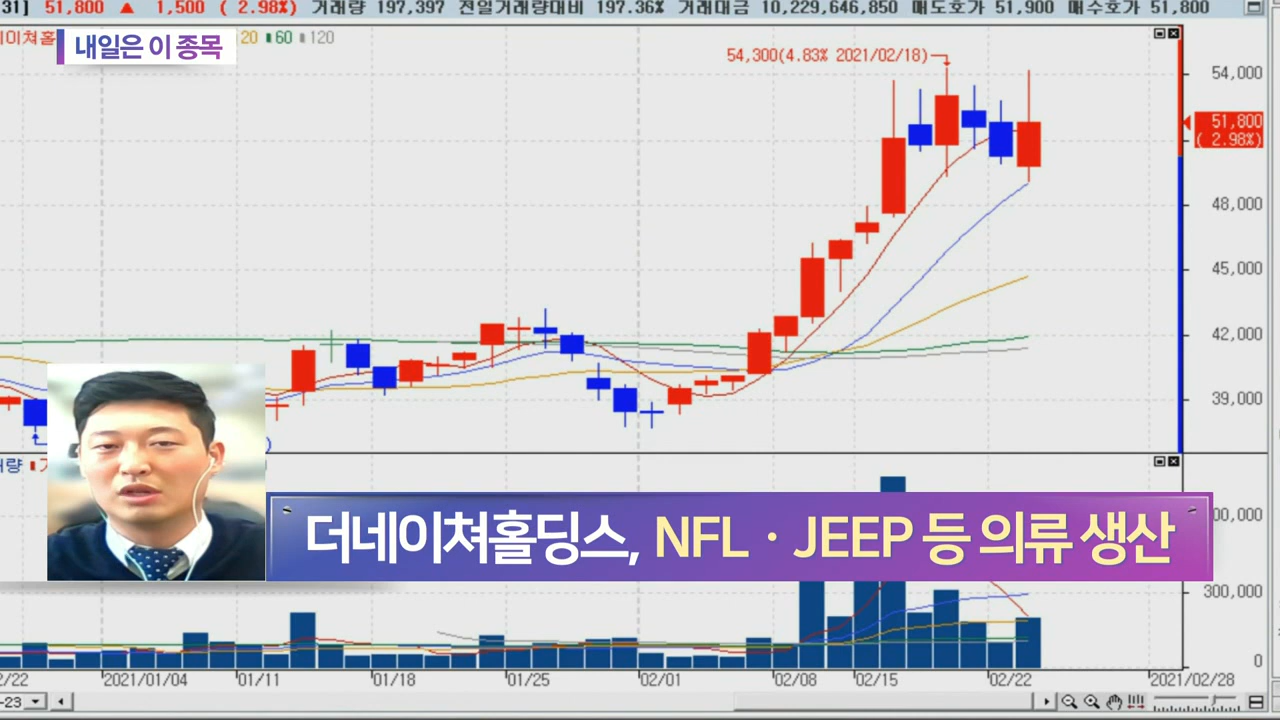 31] 51,800 ▲ 1,500 ( 2.98%) 거래량 197,397 전일거래량대비 197.36% 거래대금 10,229,646,850 매도호가 51,900 매수호가 51,800
이쳐홀
내일은 이 종목
20 60 120
54,300(4.83% 2021/02/18)
54,000
51,800
( 2.98%)
48,000
45,000
42,000
39,000
더네이쳐홀딩스, NFL · JEEP 등 의류 생산
300,000
0
2/22 2021/01/04 01/11 01/18 01/25 02/01 02/08 02/15 02/22 2021/02/28
-23